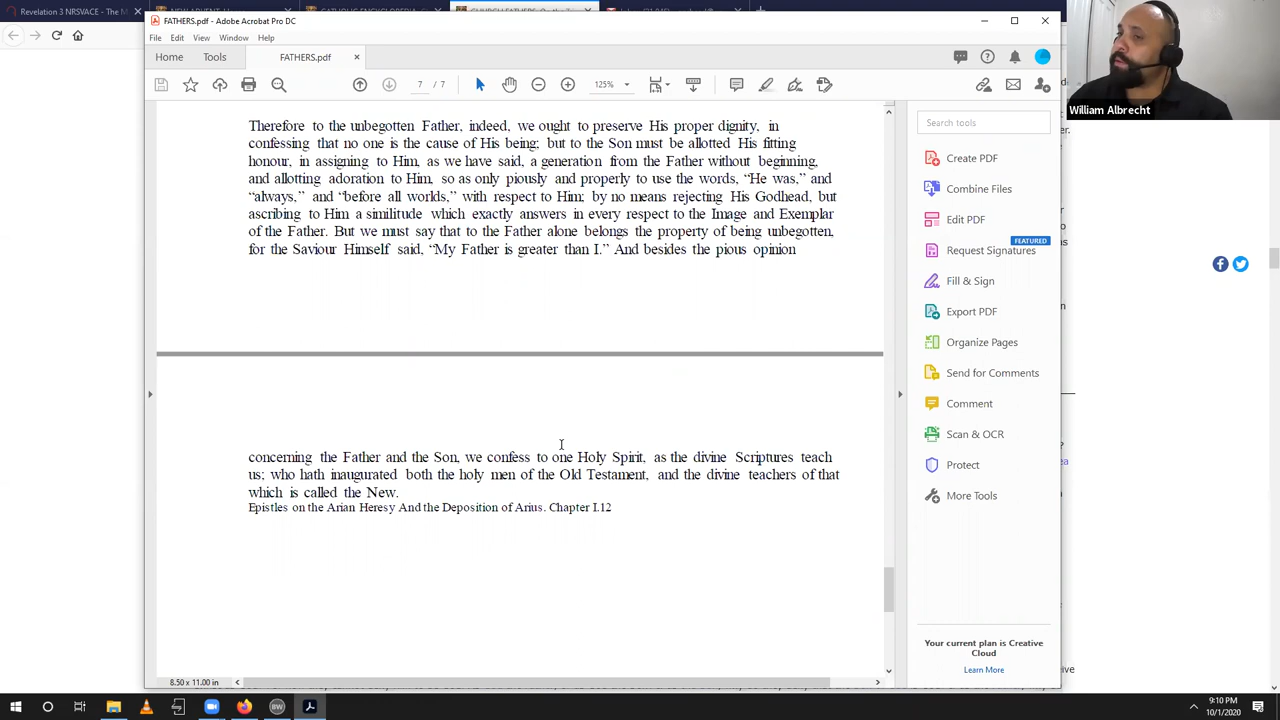 Revelation 3 NRSVACE - The M
FATHERS.pdf - Adobe Acrobat Pro DC
File Edit View Window Help
Home Tools FATHERS.pdf
7 / 7 125%
William Albrecht
Therefore to the unbegotten Father, indeed, we ought to preserve His proper dignity, in
confessing that no one is the cause of His being; but to the Son must be allotted His fitting
honour, in assigning to Him, as we have said, a generation from the Father without beginning,
and allotting adoration to Him, so as only piously and properly to use the words, “He was,” and
“always,” and “before all worlds,” with respect to Him; by no means rejecting His Godhead, but
ascribing to Him a similitude which exactly answers in every respect to the Image and Exemplar
of the Father. But we must say that to the Father alone belongs the property of being unbegotten,
for the Saviour Himself said, “My Father is greater than I.” And besides the pious opinion
concerning the Father and the Son, we confess to one Holy Spirit, as the divine Scriptures teach
us; who hath inaugurated both the holy men of the Old Testament, and the divine teachers of that
which is called the New.
Epistles on the Arian Heresy And the Deposition of Arius. Chapter I.12
Search tools
Create PDF
Combine Files
Edit PDF
FEATURED
Request Signatures
Fill & Sign
Export PDF
Organize Pages
Send for Comments
Comment
Scan & OCR
Protect
More Tools
Your current plan is Creative
Cloud
Learn More
8.50 x 11.00 in
9:10 PM
10/1/2020